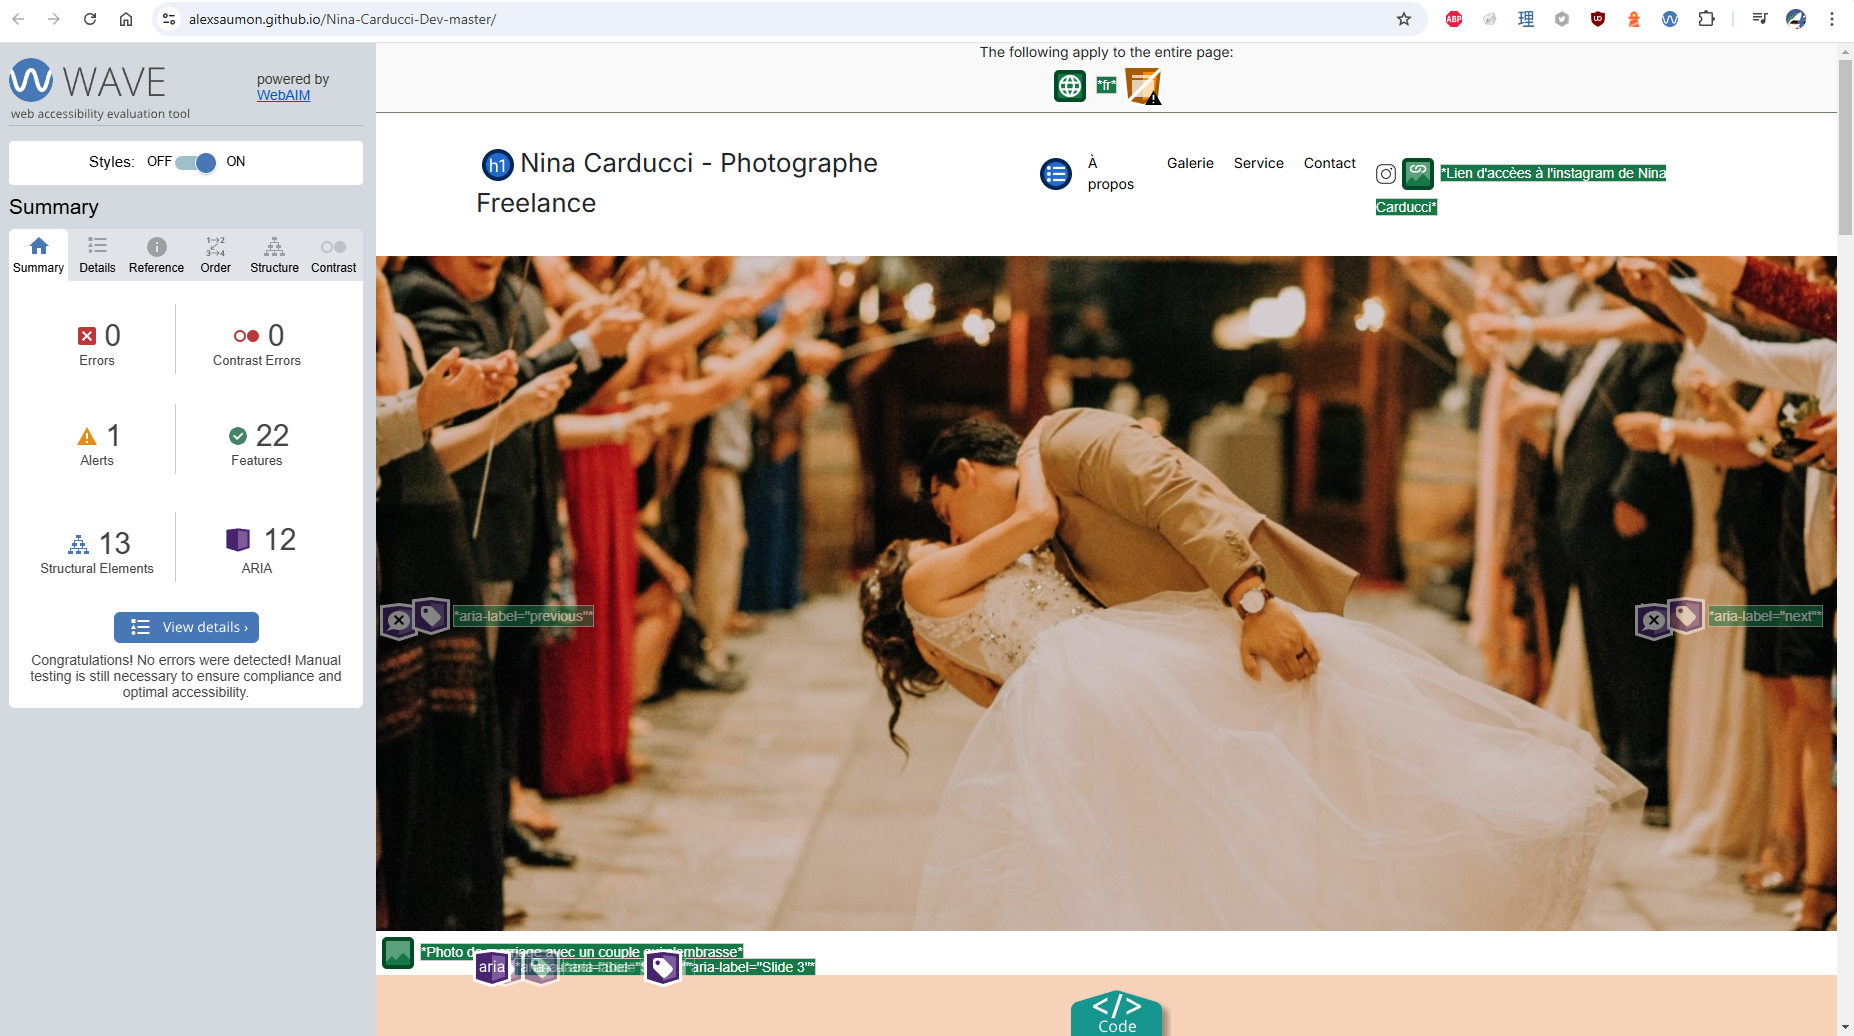 alexsaumon.github.io/Nina-Carducci-Dev-master/
ABP
理
WAVE
powered by
WebAIM
web accessibility evaluation tool
Styles: OFF ON
Summary
Summary Details Reference Order Structure Contrast
0
Errors
0
Contrast Errors
1
Alerts
22
Features
13
Structural Elements
12
ARIA
View details ›
Congratulations! No errors were detected! Manual
testing is still necessary to ensure compliance and
optimal accessibility.
The following apply to the entire page:
*fr*
h1 Nina Carducci - Photographe
Freelance
À
propos
Galerie
Service
Contact
*Lien d'accèes à l'instagram de Nina
Carducci*
*aria-label="previous"*
*aria-label="next"*
*Photo de mariage avec un couple qui s'embrasse*
aria
*aria-label="Slide 3"*
</>
Code